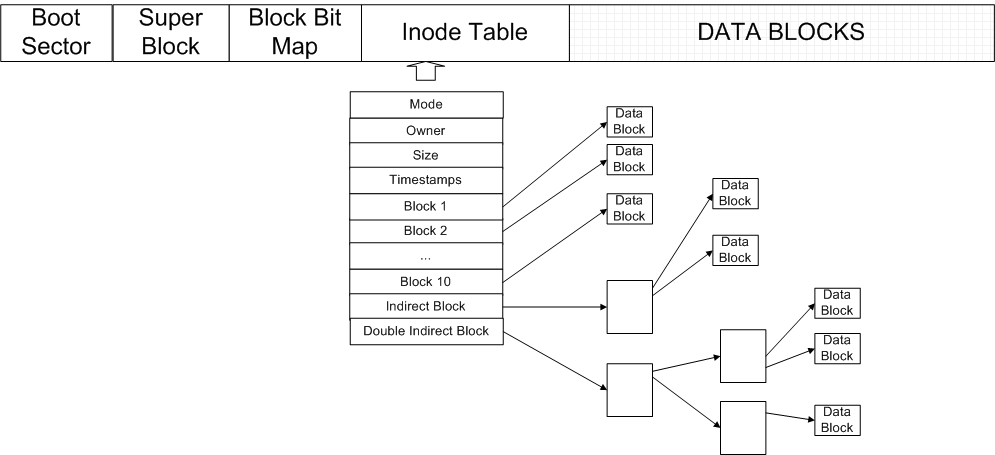 Boot
Sector
Super
Block
Block Bit
Map
Inode Table
DATA BLOCKS
Mode
Owner
Size
Timestamps
Block 1
Block 2
...
Block 10
Indirect Block
Double Indirect Block
Data
Block
Data
Block
Data
Block
Data
Block
Data
Block
Data
Block
Data
Block
Data
Block